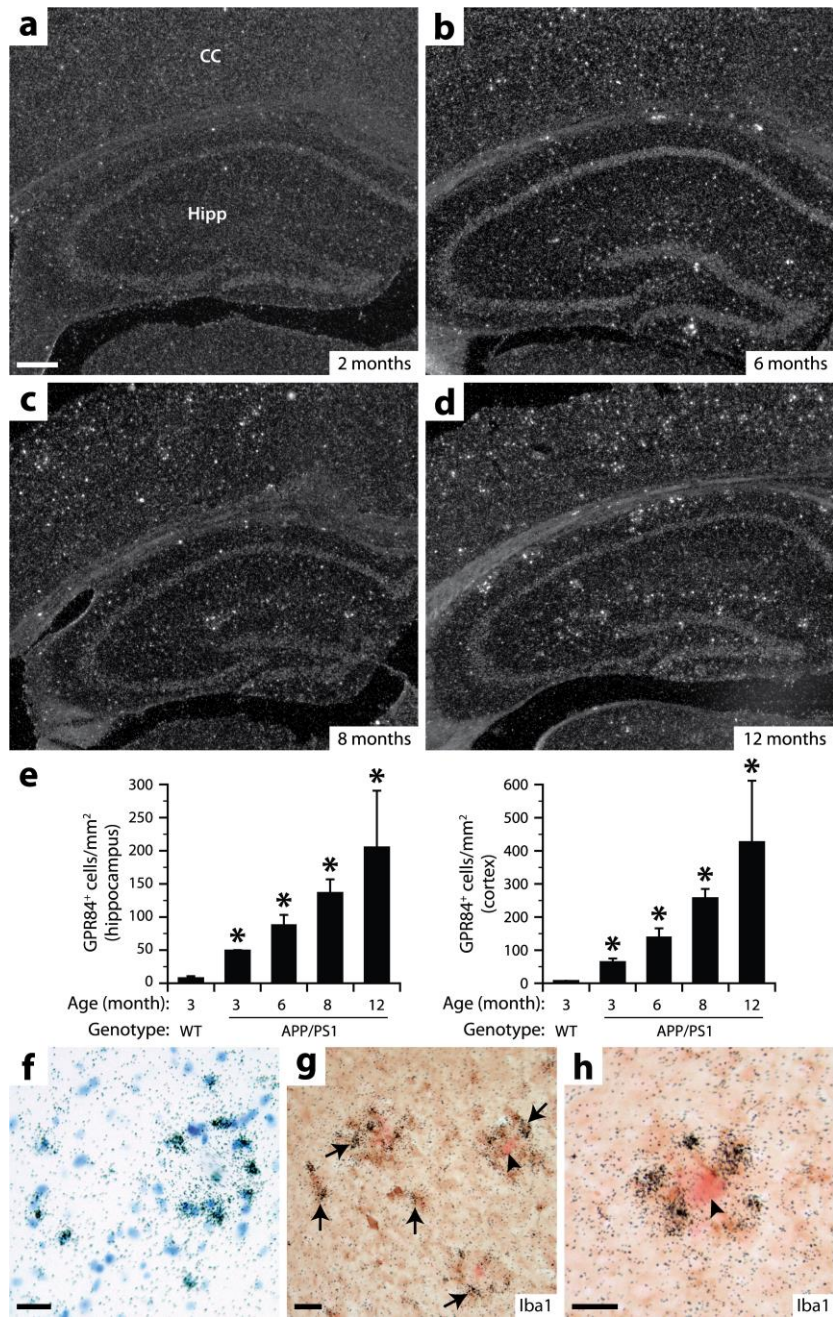 a
CC
Hipp
2 months
b
6 months
c
8 months
d
12 months
e
GPR84⁺ cells/mm²
(hippocampus)
300
250
200
150
100
50
0
*
*
*
*
Age (month): 3 3 6 8 12
Genotype: WT APP/PS1
GPR84⁺ cells/mm²
(cortex)
600
500
400
300
200
100
0
*
*
*
*
Age (month): 3 3 6 8 12
Genotype: WT APP/PS1
f
g
Iba1
h
Iba1